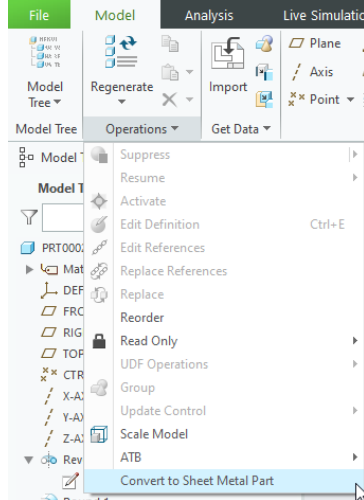 File Model Analysis Live Simulatio
Model Tree
Regenerate
Import
Plane
Axis
Point
Model Tree Operations Get Data
Model T
Suppress
Resume
Activate
Edit Definition Ctrl+E
Edit References
Replace References
Replace
Reorder
Read Only
UDF Operations
Group
Update Control
Scale Model
ATB
Convert to Sheet Metal Part
Model T
PRT000
Mat
DEF
FRO
RIG
TOP
CTR
X-A
Y-A
Z-A
Rev